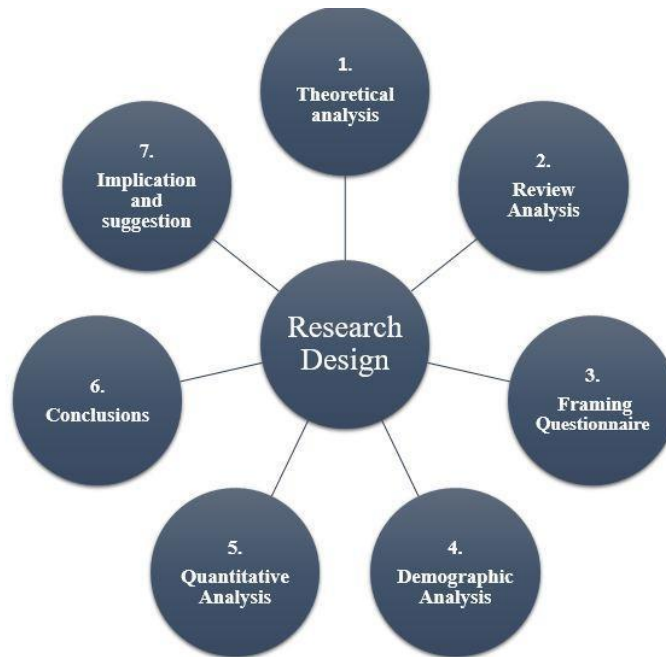 1.
Theoretical
analysis
2.
Review
Analysis
3.
Framing
Questionnaire
4.
Demographic
Analysis
5.
Quantitative
Analysis
6.
Conclusions
7.
Implication
and
suggestion
Research
Design